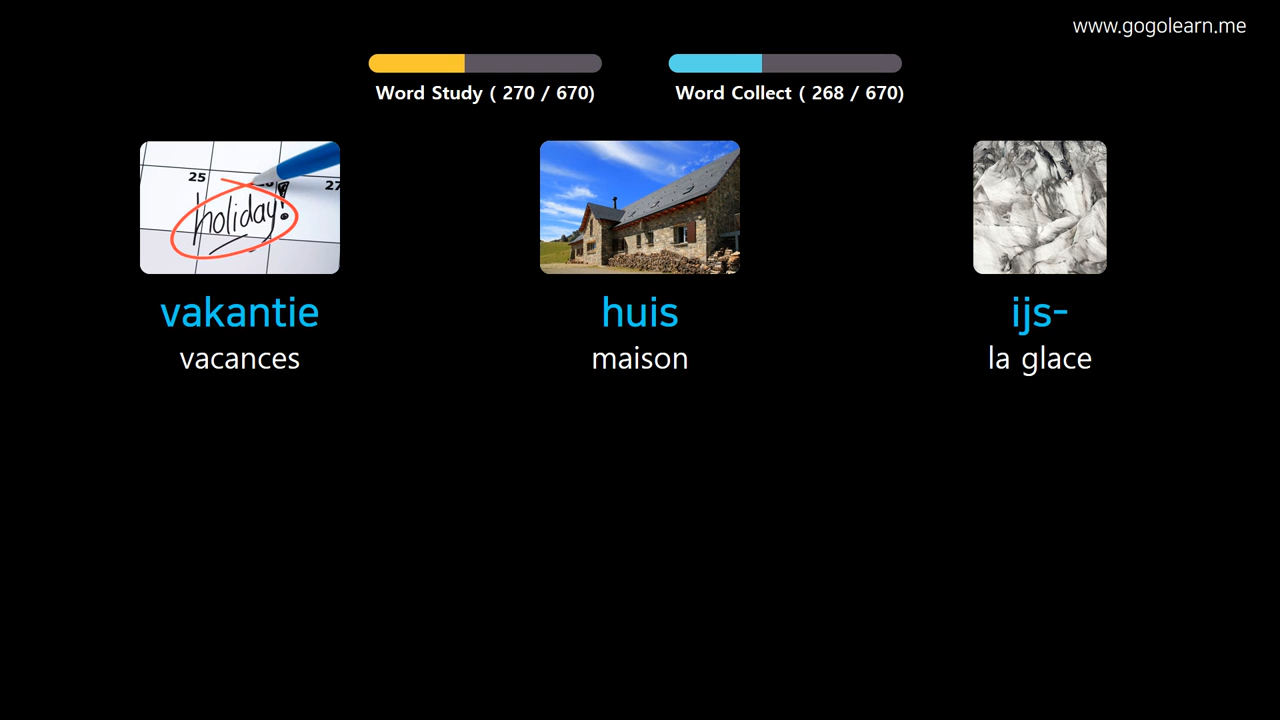 www.gogolearn.me
Word Study ( 270 / 670)
Word Collect ( 268 / 670)
25
27
holiday!
vakantie
huis
ijs-
vacances
maison
la glace